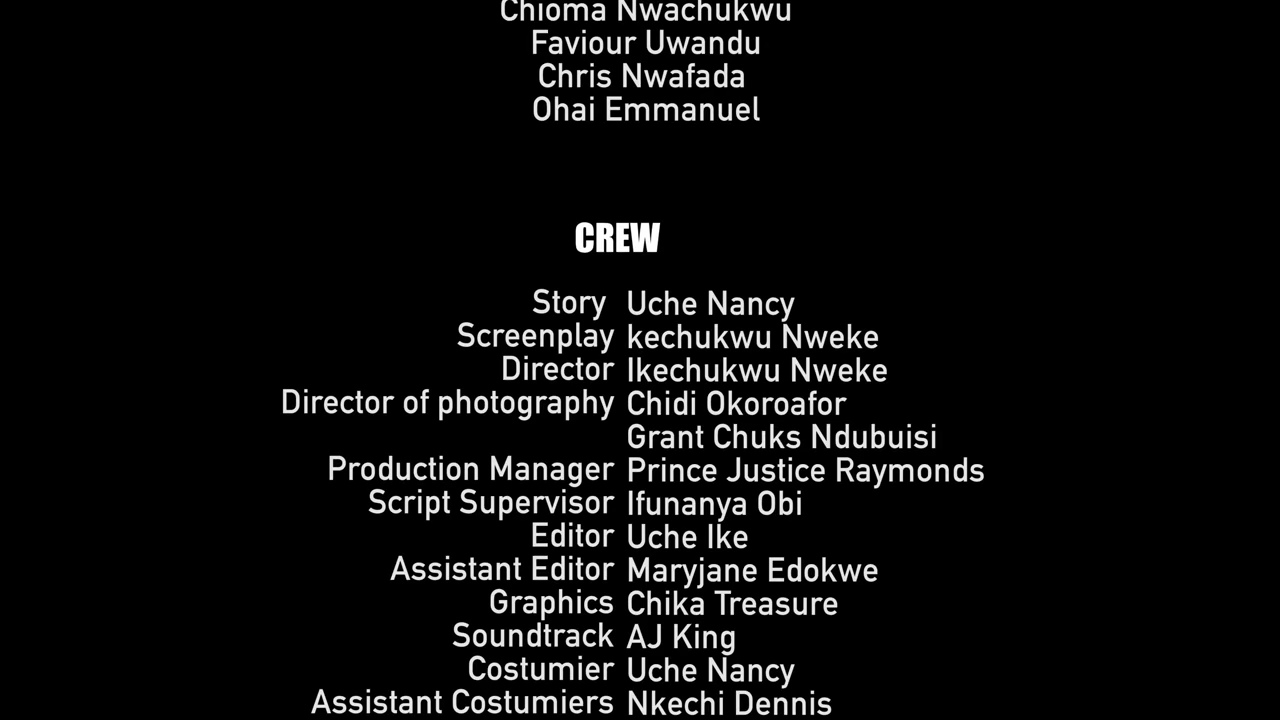 Chioma Nwachukwu
Faviour Uwandu
Chris Nwafada
Ohai Emmanuel
CREW
Story Uche Nancy
Screenplay kechukwu Nweke
Director Ikechukwu Nweke
Director of photography Chidi Okoroafor
Grant Chuks Ndubuisi
Production Manager Prince Justice Raymonds
Script Supervisor Ifunanya Obi
Editor Uche Ike
Assistant Editor Maryjane Edokwe
Graphics Chika Treasure
Soundtrack AJ King
Costumier Uche Nancy
Assistant Costumiers Nkechi Dennis